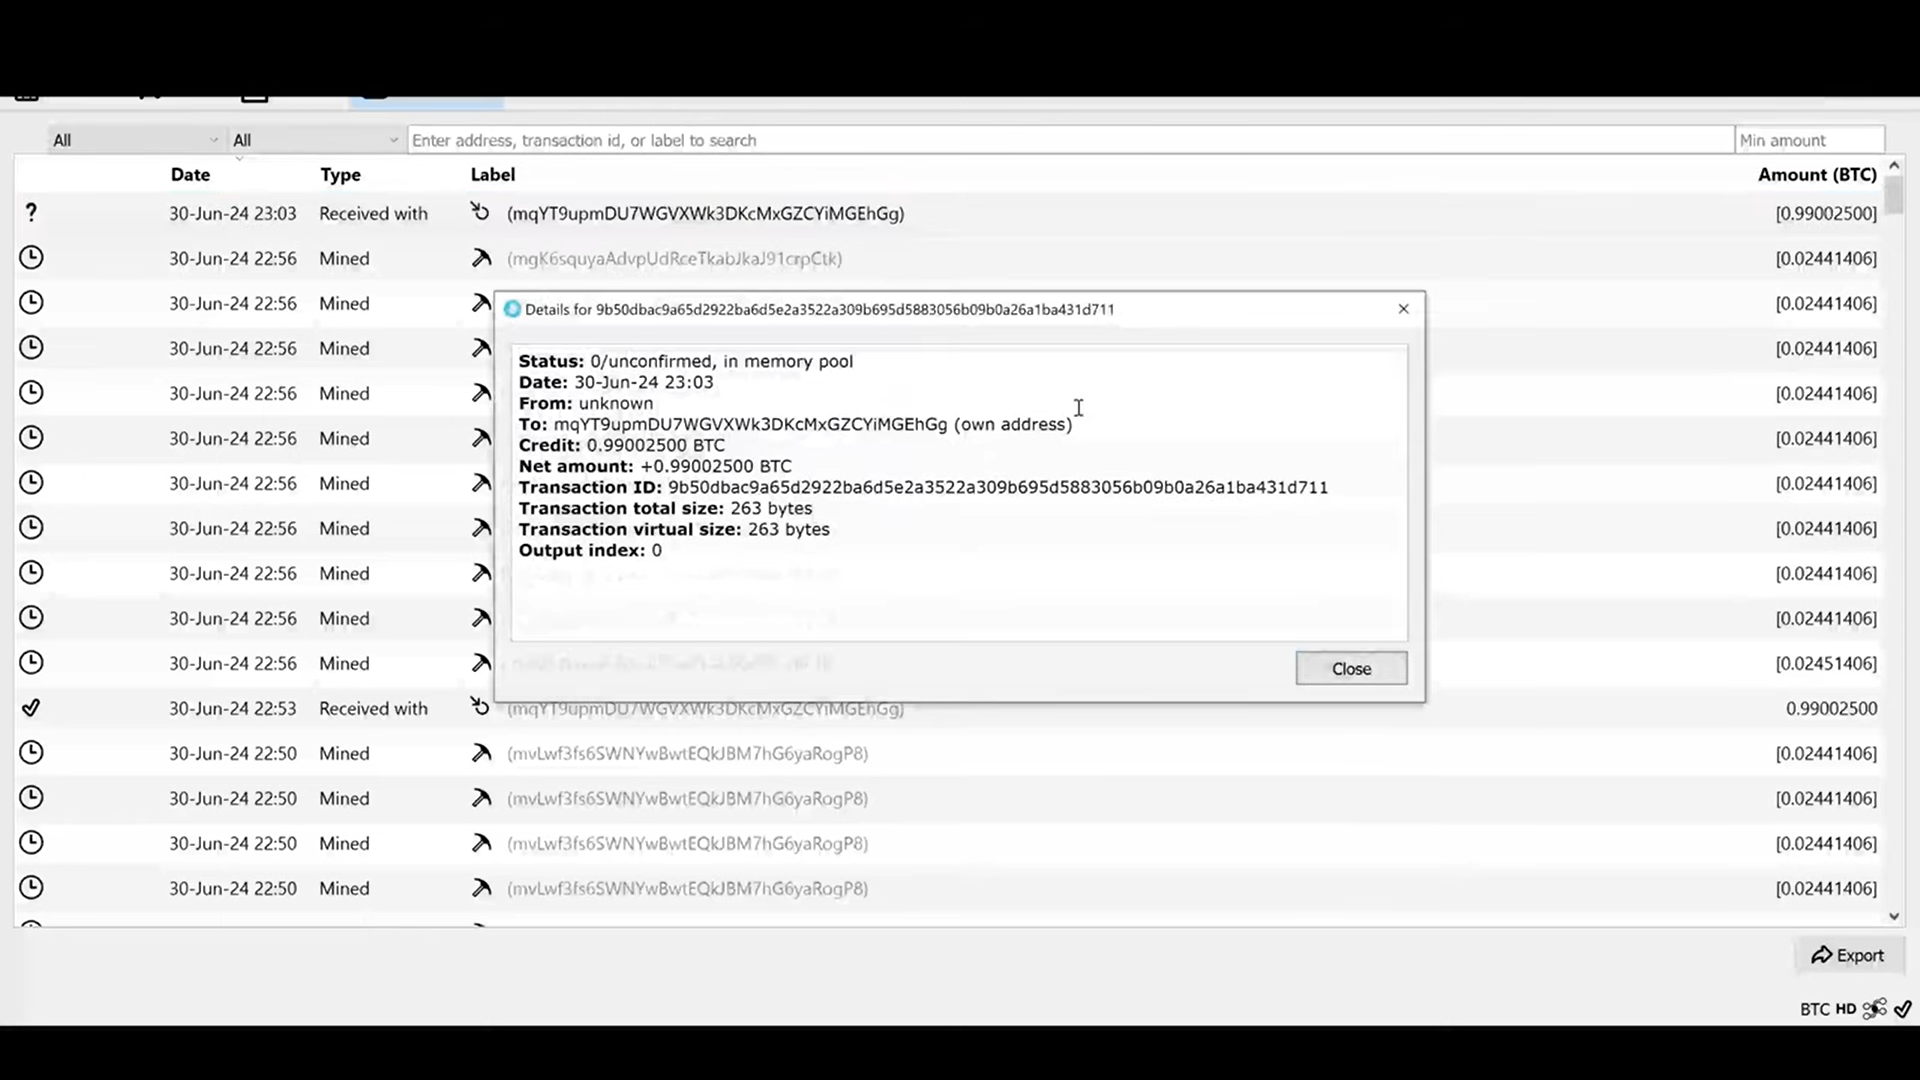 All All Enter address, transaction id, or label to search Min amount
Date Type Label Amount (BTC)
? 30-Jun-24 23:03 Received with (mqYT9upmDU7WGVXWk3DKcMxGZCYiMGEhGg) [0.99002500]
30-Jun-24 22:56 Mined (mgK6squyaAdvpUdRceTkabJkaJ91crpCtk) [0.02441406]
30-Jun-24 22:56 Mined [0.02441406]
Details for 9b50dbac9a65d2922ba6d5e2a3522a309b695d5883056b09b0a26a1ba431d711
30-Jun-24 22:56 Mined [0.02441406]
Status: 0/unconfirmed, in memory pool
Date: 30-Jun-24 23:03
30-Jun-24 22:56 Mined [0.02441406]
From: unknown
To: mqYT9upmDU7WGVXWk3DKcMxGZCYiMGEhGg (own address)
30-Jun-24 22:56 Mined [0.02441406]
Credit: 0.99002500 BTC
Net amount: +0.99002500 BTC
30-Jun-24 22:56 Mined [0.02441406]
Transaction ID: 9b50dbac9a65d2922ba6d5e2a3522a309b695d5883056b09b0a26a1ba431d711
Transaction total size: 263 bytes
30-Jun-24 22:56 Mined [0.02441406]
Transaction virtual size: 263 bytes
Output index: 0
30-Jun-24 22:56 Mined [0.02441406]
30-Jun-24 22:56 Mined [0.02441406]
30-Jun-24 22:56 Mined [0.02451406]
Close
30-Jun-24 22:53 Received with (mqYT9upmDU7WGVXWk3DKcMxGZCYiMGEhGg) 0.99002500
30-Jun-24 22:50 Mined (mvLwf3fs6SWNYwBwtEQkJBM7hG6yaRogP8) [0.02441406]
30-Jun-24 22:50 Mined (mvLwf3fs6SWNYwBwtEQkJBM7hG6yaRogP8) [0.02441406]
30-Jun-24 22:50 Mined (mvLwf3fs6SWNYwBwtEQkJBM7hG6yaRogP8) [0.02441406]
30-Jun-24 22:50 Mined (mvLwf3fs6SWNYwBwtEQkJBM7hG6yaRogP8) [0.02441406]
Export
BTC HD